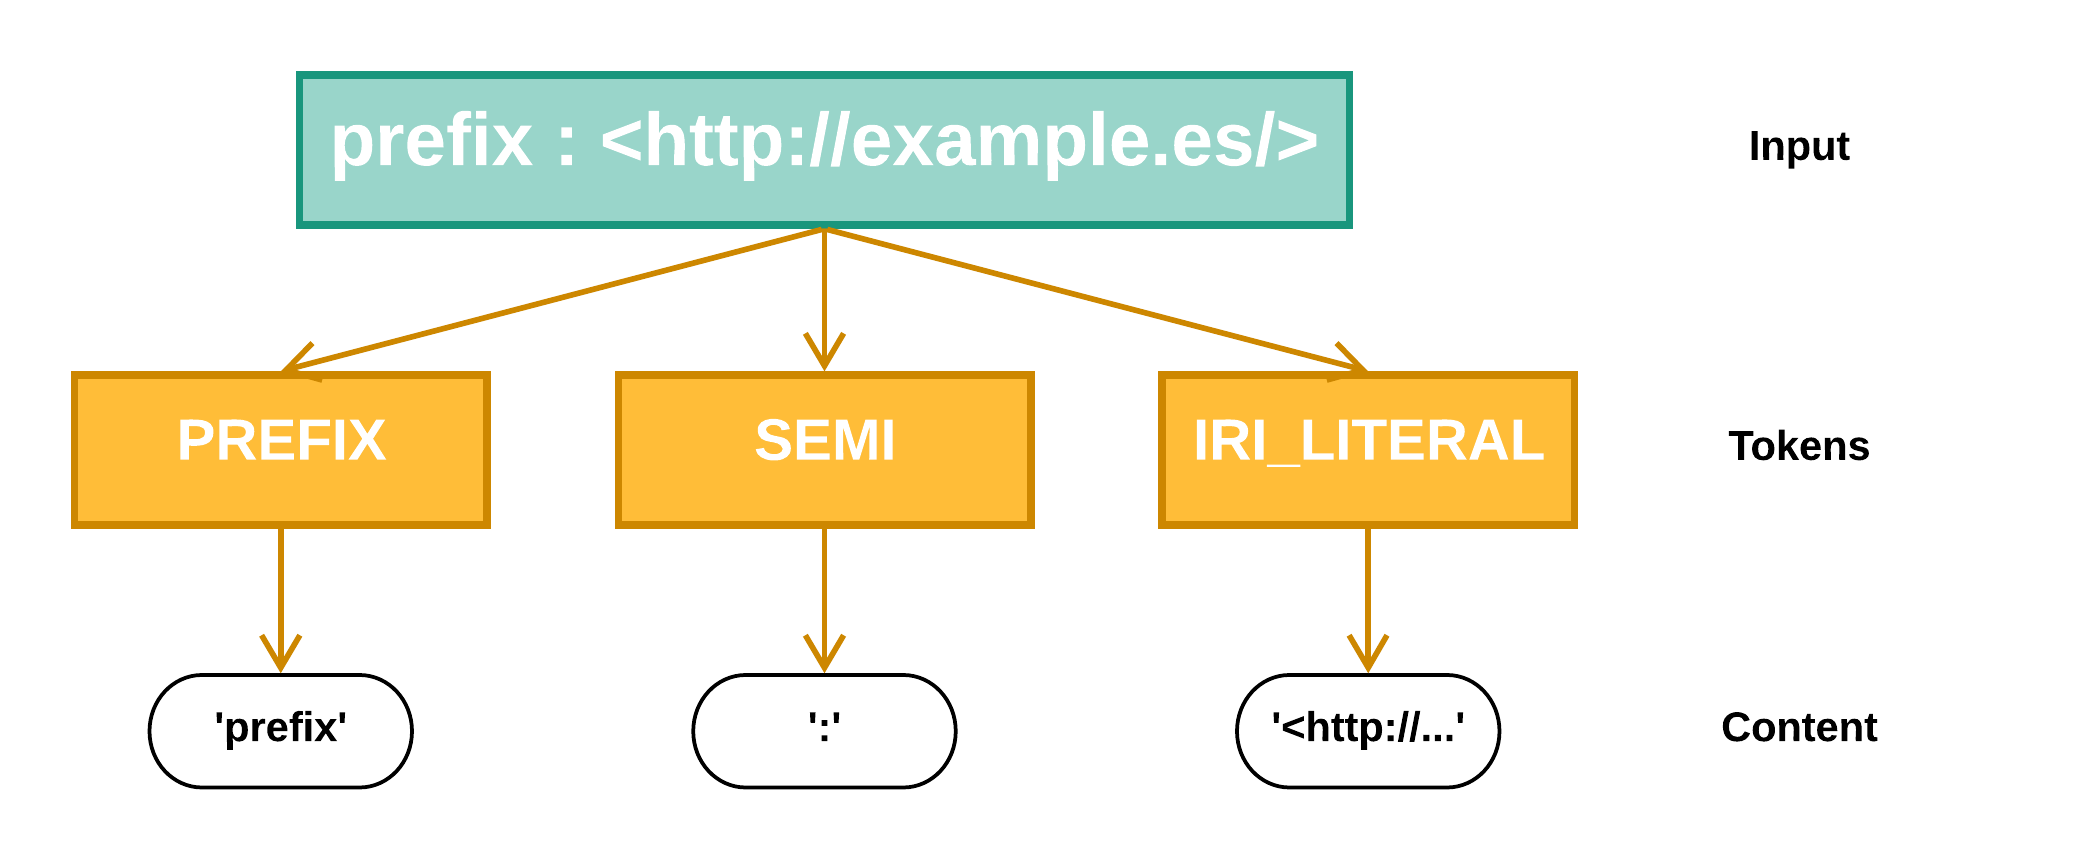 prefix : <http://example.es/>
Input
PREFIX
SEMI
IRI_LITERAL
Tokens
'prefix'
':'
'<http://...'
Content